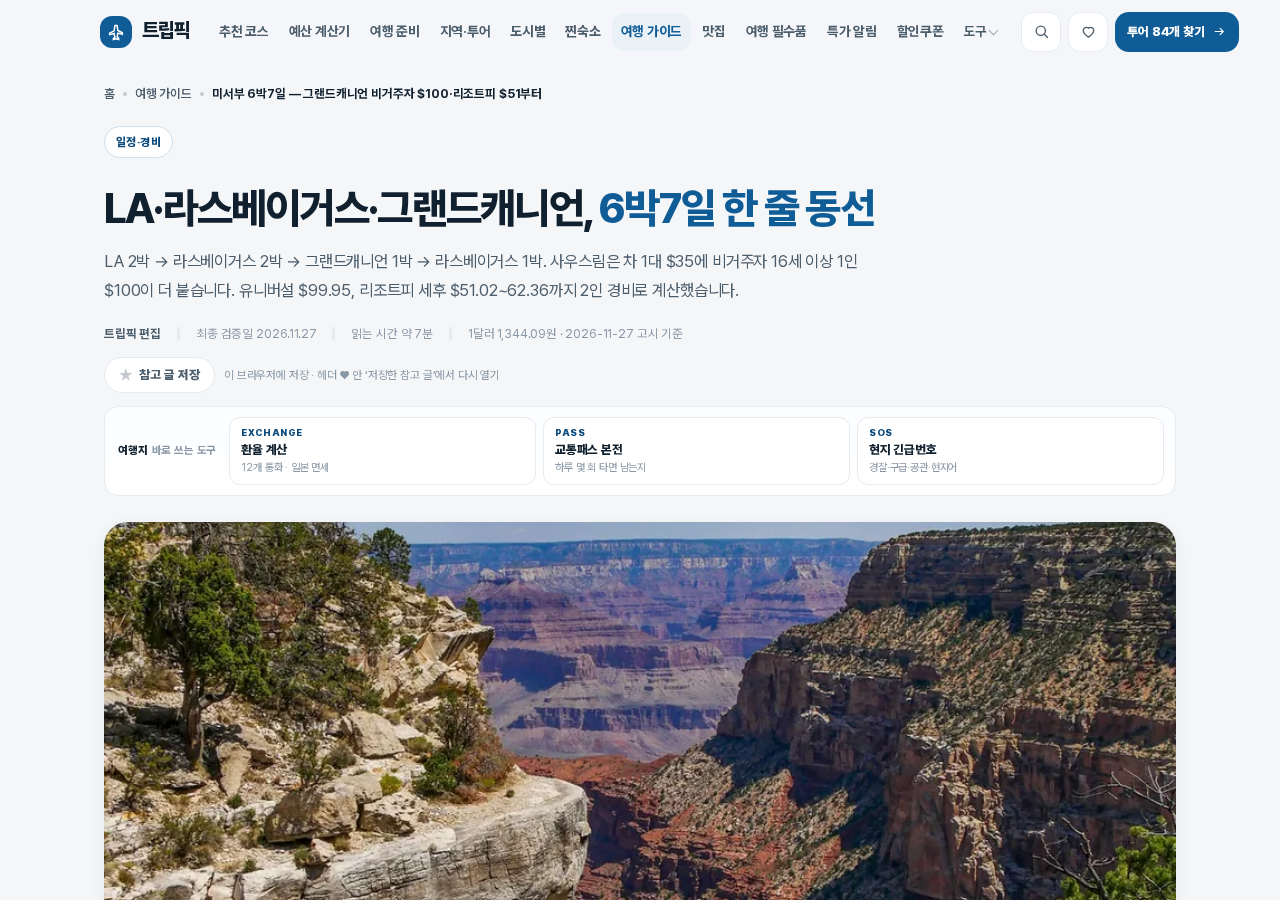 트립픽
추천 코스
예산 계산기
여행 준비
지역·투어
도시별
찐숙소
여행 가이드
맛집
여행 필수품
특가 알림
할인쿠폰
도구
투어 84개 찾기 →
홈 • 여행 가이드 • 미서부 6박7일 — 그랜드캐니언 비거주자 $100·리조트피 $51부터
일정·경비
LA·라스베이거스·그랜드캐니언, 6박7일 한 줄 동선
LA 2박 → 라스베이거스 2박 → 그랜드캐니언 1박 → 라스베이거스 1박. 사우스림은 차 1대 $35에 비거주자 16세 이상 1인
$100이 더 붙습니다. 유니버설 $99.95, 리조트피 세후 $51.02~62.36까지 2인 경비로 계산했습니다.
트립픽 편집 | 최종 검증일 2026.11.27 | 읽는 시간 약 7분 | 1달러 1,344.09원 · 2026-11-27 고시 기준
★ 참고 글 저장
이 브라우저에 저장 · 헤더 ♥ 안 '저장한 참고 글'에서 다시 열기
여행지 바로 쓰는 도구
EXCHANGE
환율 계산
12개 통화 · 일본 면세
PASS
교통패스 본전
하루 몇 회 타면 남는지
SOS
현지 긴급번호
경찰·구급·공관·현지어